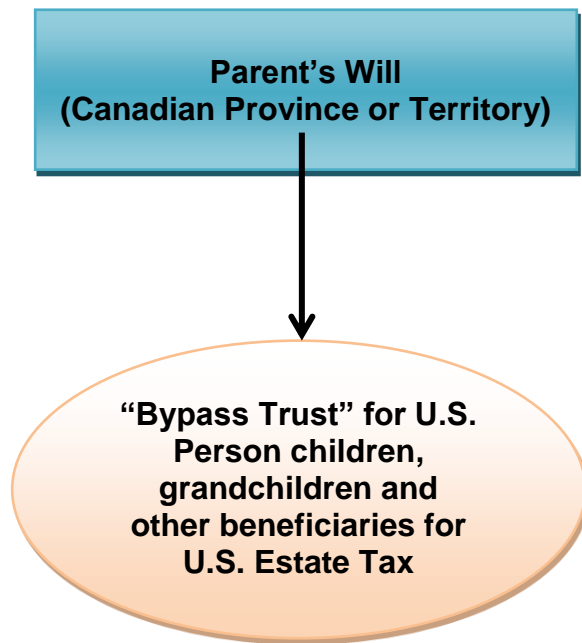 Parent’s Will
(Canadian Province or Territory)
“Bypass Trust” for U.S.
Person children,
grandchildren and
other beneficiaries for
U.S. Estate Tax